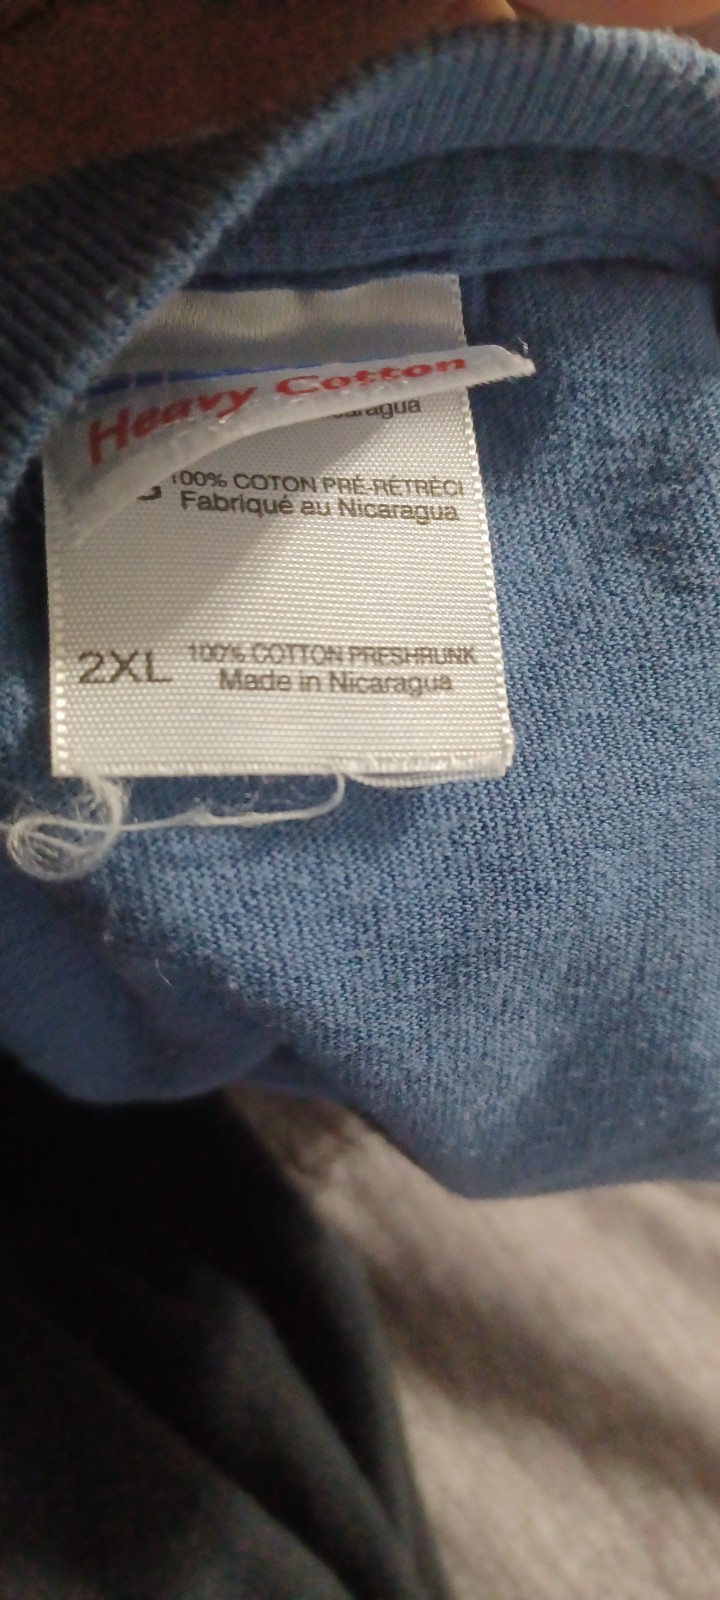 Heavy Cotton
100% COTON PRÉ-RÉTRÉCI
Fabriqué au Nicaragua
2XL 100% COTTON PRESHRUNK
Made in Nicaragua